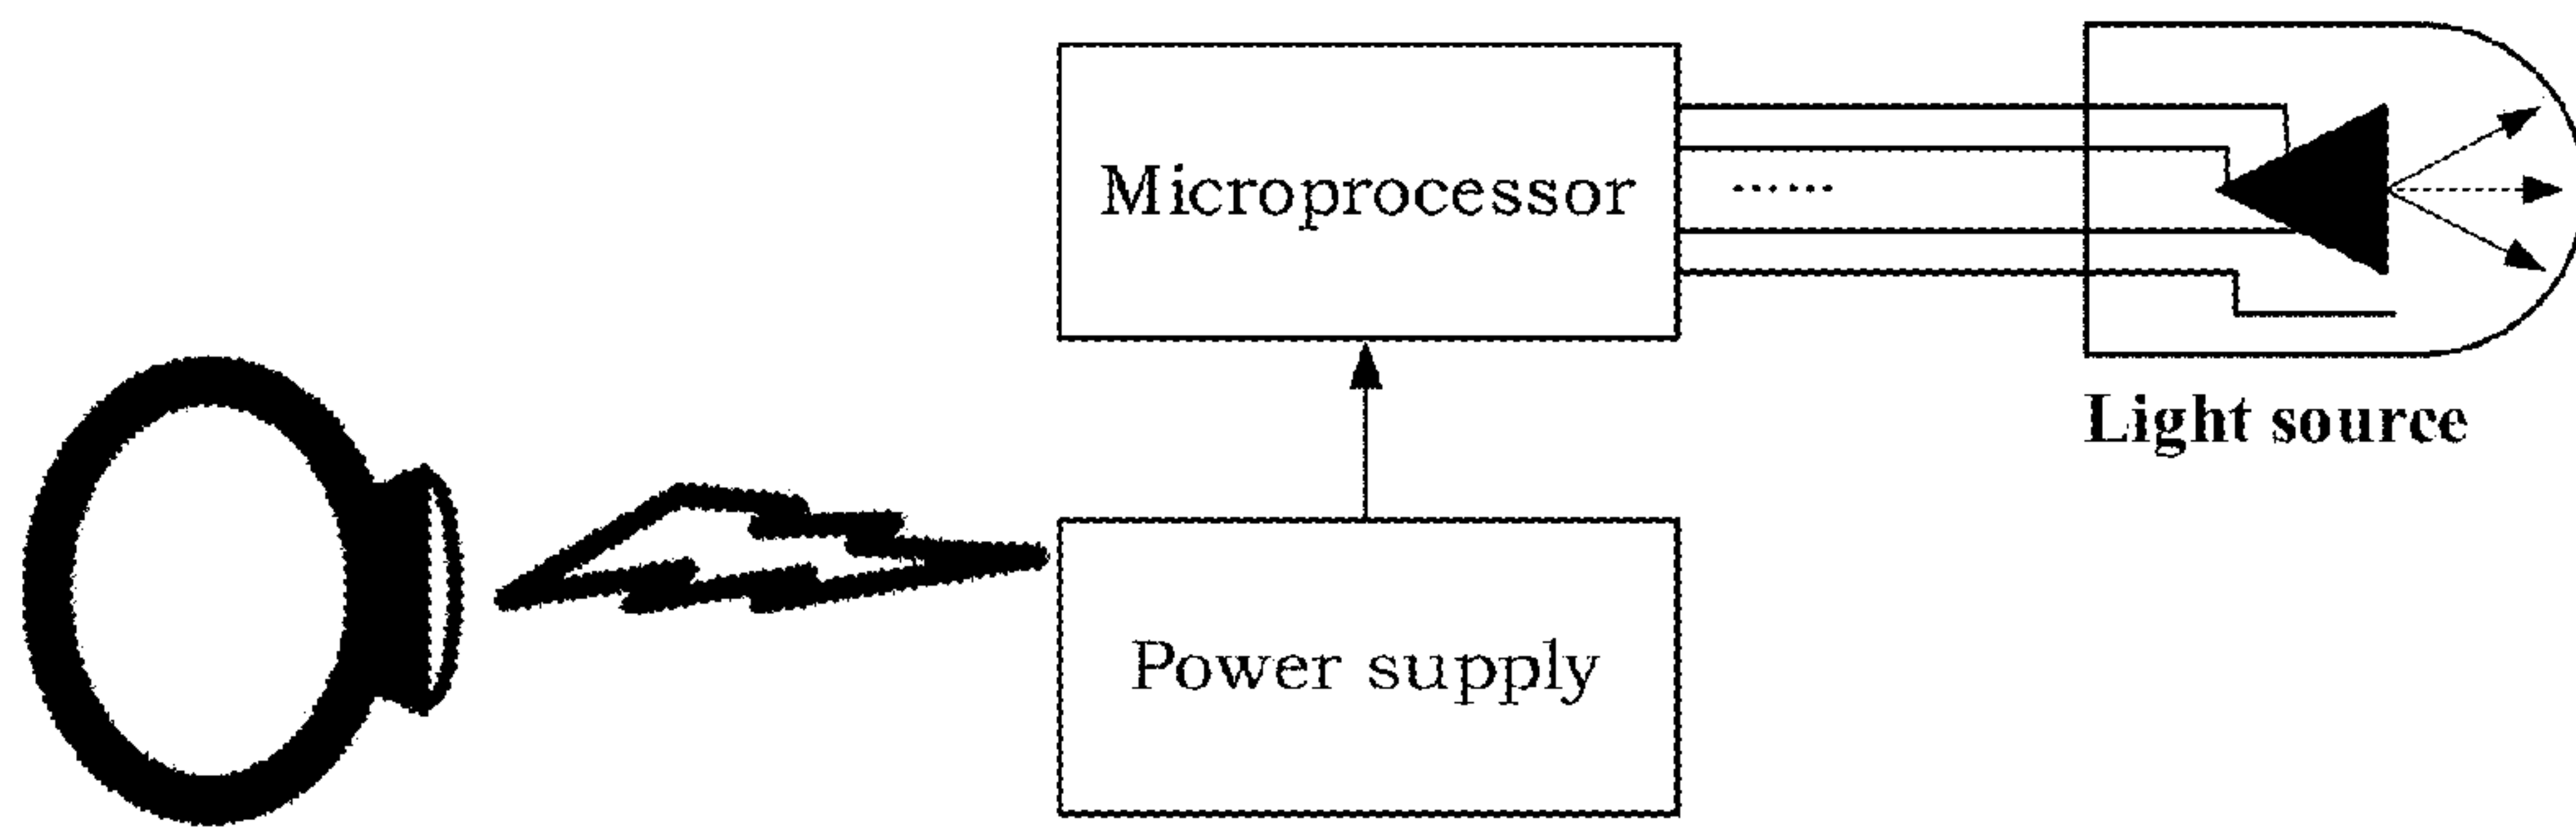 Microprocessor
......
Light source
Power supply